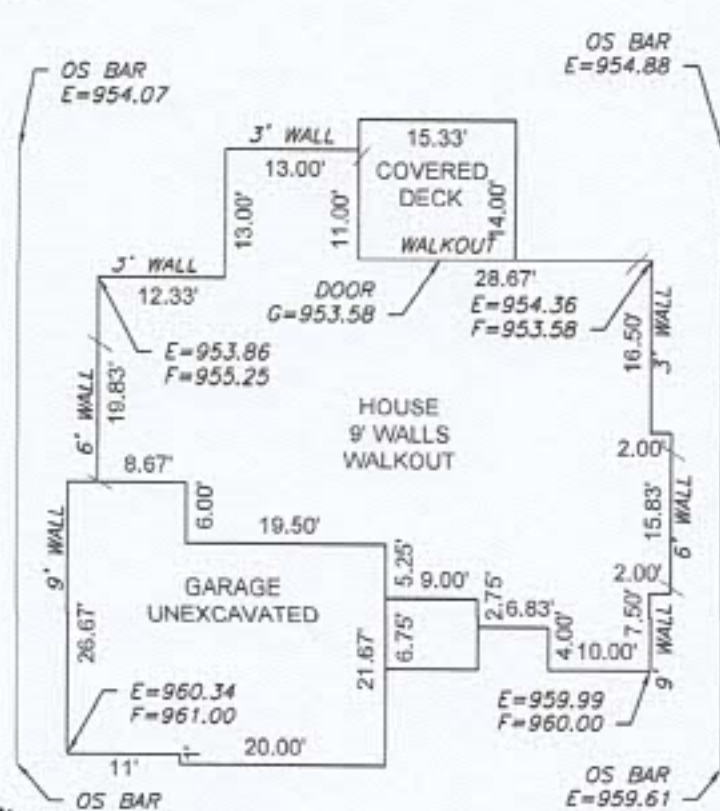 OS BAR
E=954.07
OS BAR
E=954.88
3' WALL
13.00'
15.33'
COVERED
DECK
13.00'
11.00'
14.00'
WALKOUT
3' WALL
12.33'
DOOR
G=953.58
28.67'
E=954.36
F=953.58
16.50'
3' WALL
E=953.86
F=955.25
6' WALL
19.83'
HOUSE
9' WALLS
WALKOUT
8.67'
6.00'
19.50'
2.00'
15.83'
WALL
2.00'
9' WALL
GARAGE
UNEXCAVATED
5.25'
9.00'
2.75'
6.83'
7.50'
WALL
26.67'
21.67'
6.75'
4.00'
10.00'
E=960.34
F=961.00
E=959.99
F=960.00
11'
20.00'
OS BAR
OS BAR
E=959.61